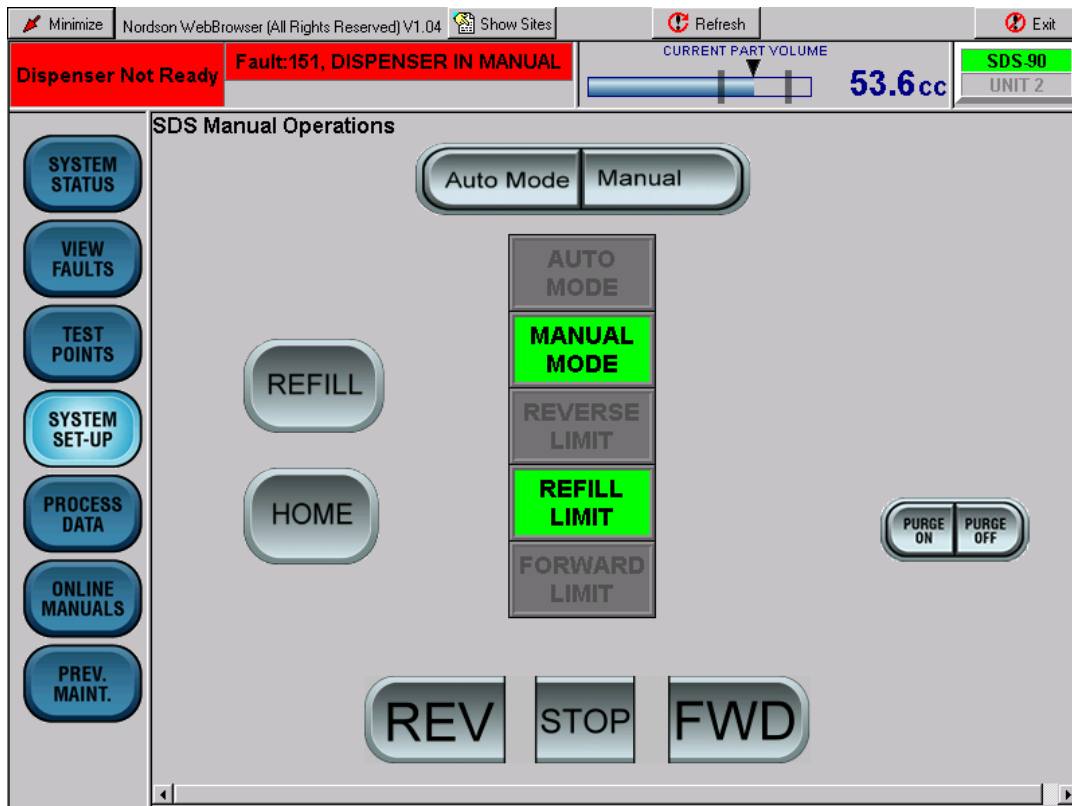 Minimize
Nordson WebBrowser (All Rights Reserved) V1.04
Show Sites
Refresh
Exit
Dispenser Not Ready
Fault:151, DISPENSER IN MANUAL
CURRENT PART VOLUME
53.6cc
SDS-90
UNIT 2
SDS Manual Operations
SYSTEM
STATUS
VIEW
FAULTS
TEST
POINTS
SYSTEM
SET-UP
PROCESS
DATA
ONLINE
MANUALS
PREV.
MAINT.
Auto Mode
Manual
AUTO
MODE
MANUAL
MODE
REVERSE
LIMIT
REFILL
LIMIT
FORWARD
LIMIT
REFILL
HOME
PURGE
ON
PURGE
OFF
REV
STOP
FWD